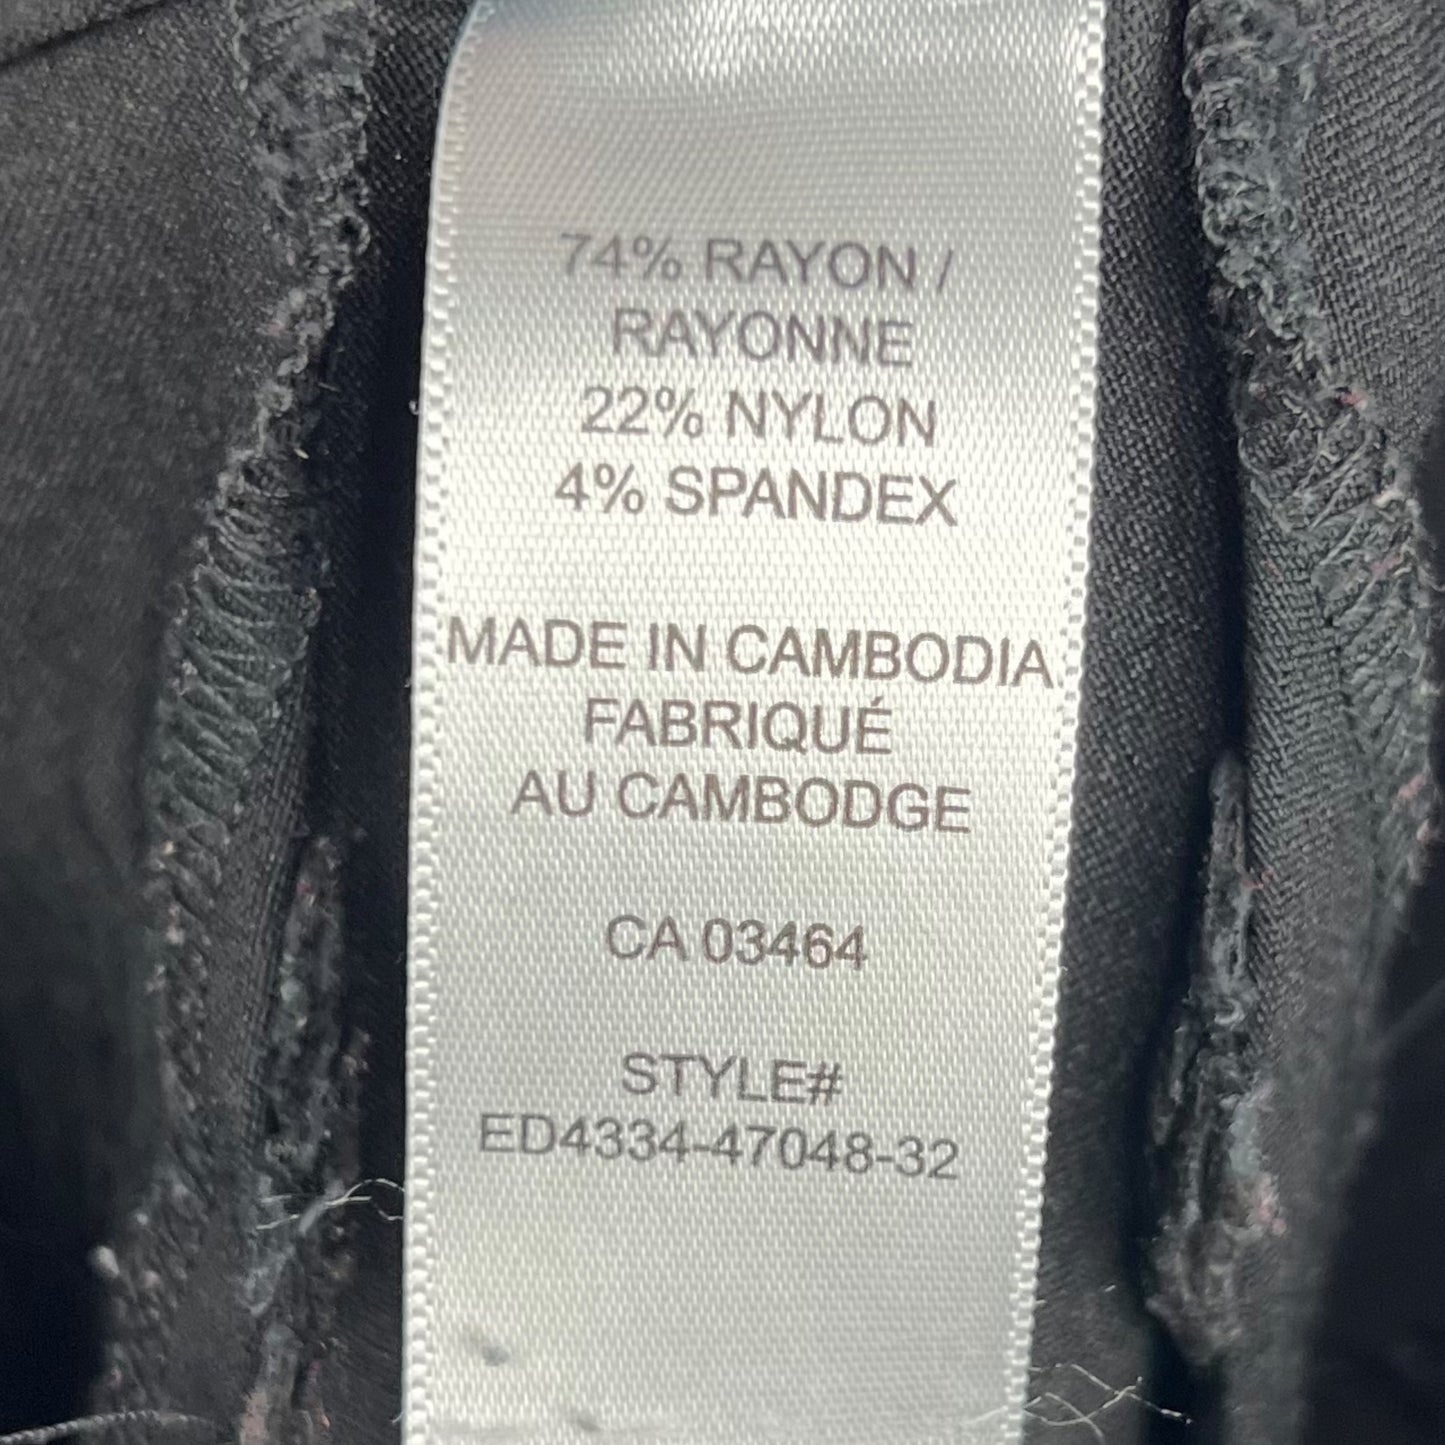 74% RAYON /
RAYONNE
22% NYLON
4% SPANDEX
MADE IN CAMBODIA
FABRIQUÉ
AU CAMBODGE
CA 03464
STYLE#
ED4334-47048-32